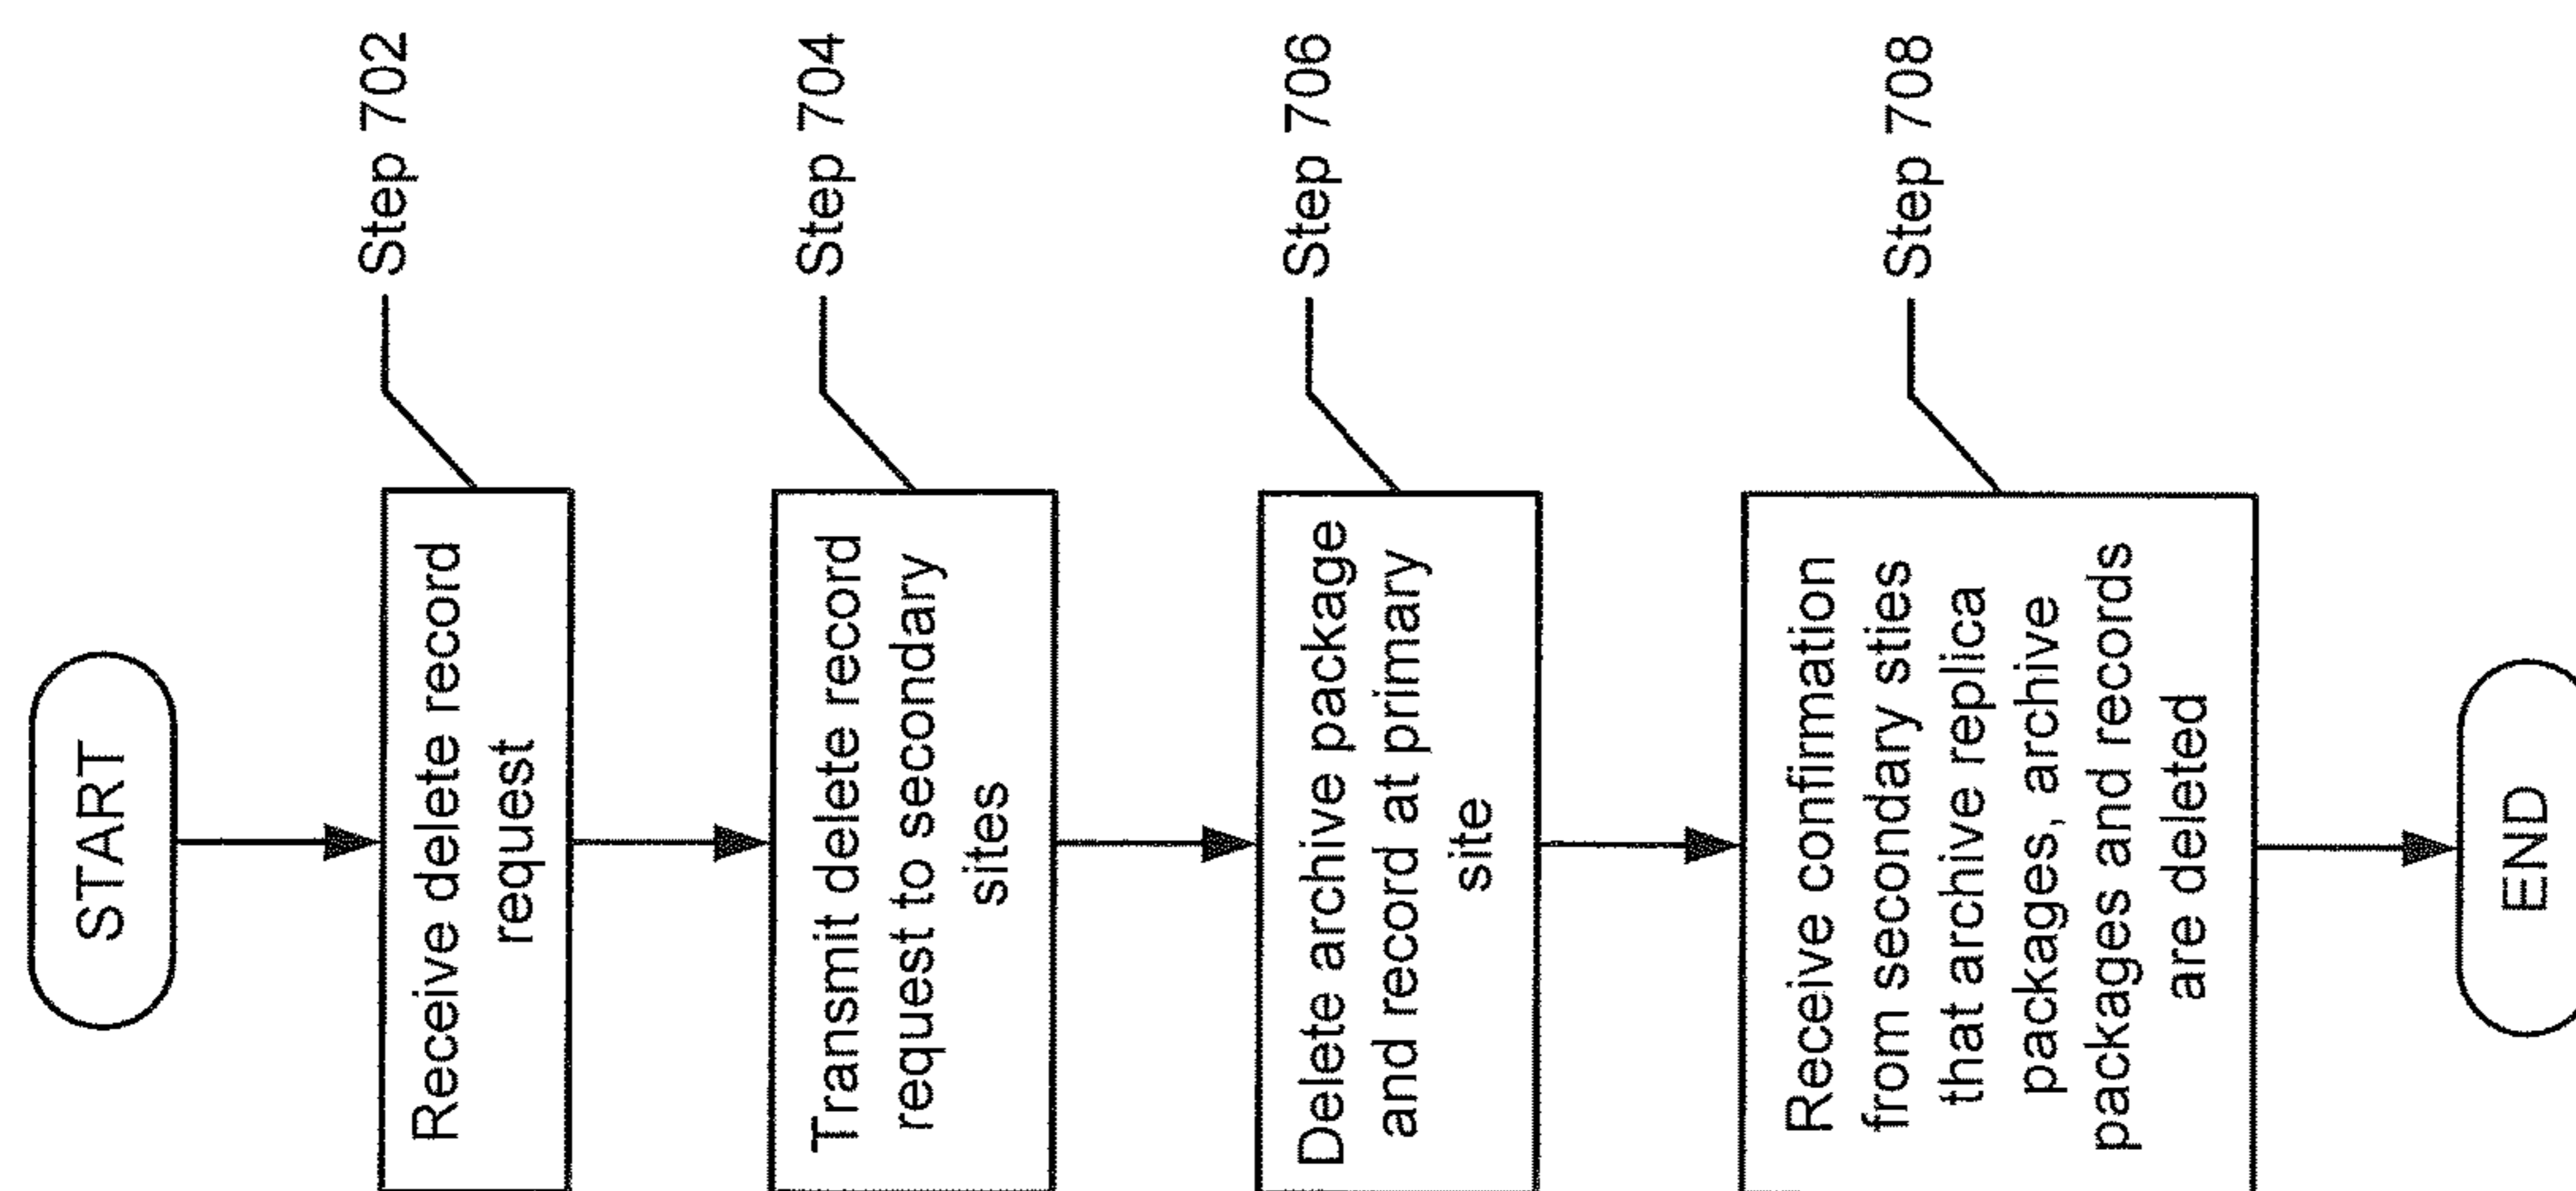 START
Step 702
Receive delete record
request
Step 704
Transmit delete record
request to secondary
sites
Step 706
Delete archive package
and record at primary
site
Step 708
Receive confirmation
from secondary sties
that archive replica
packages, archive
packages and records
are deleted
END